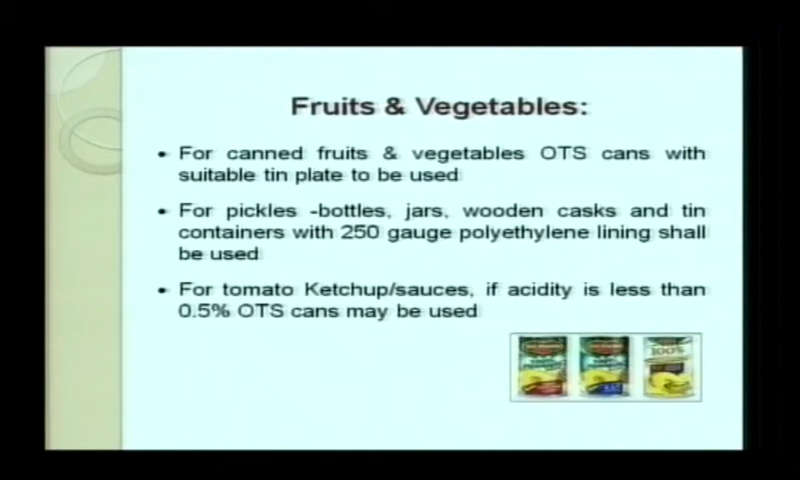 Fruits & Vegetables:
• For canned fruits & vegetables OTS cans with
suitable tin plate to be used
• For pickles -bottles, jars, wooden casks and tin
containers with 250 gauge polyethylene lining shall
be used
• For tomato Ketchup/sauces, if acidity is less than
0.5% OTS cans may be used
100%